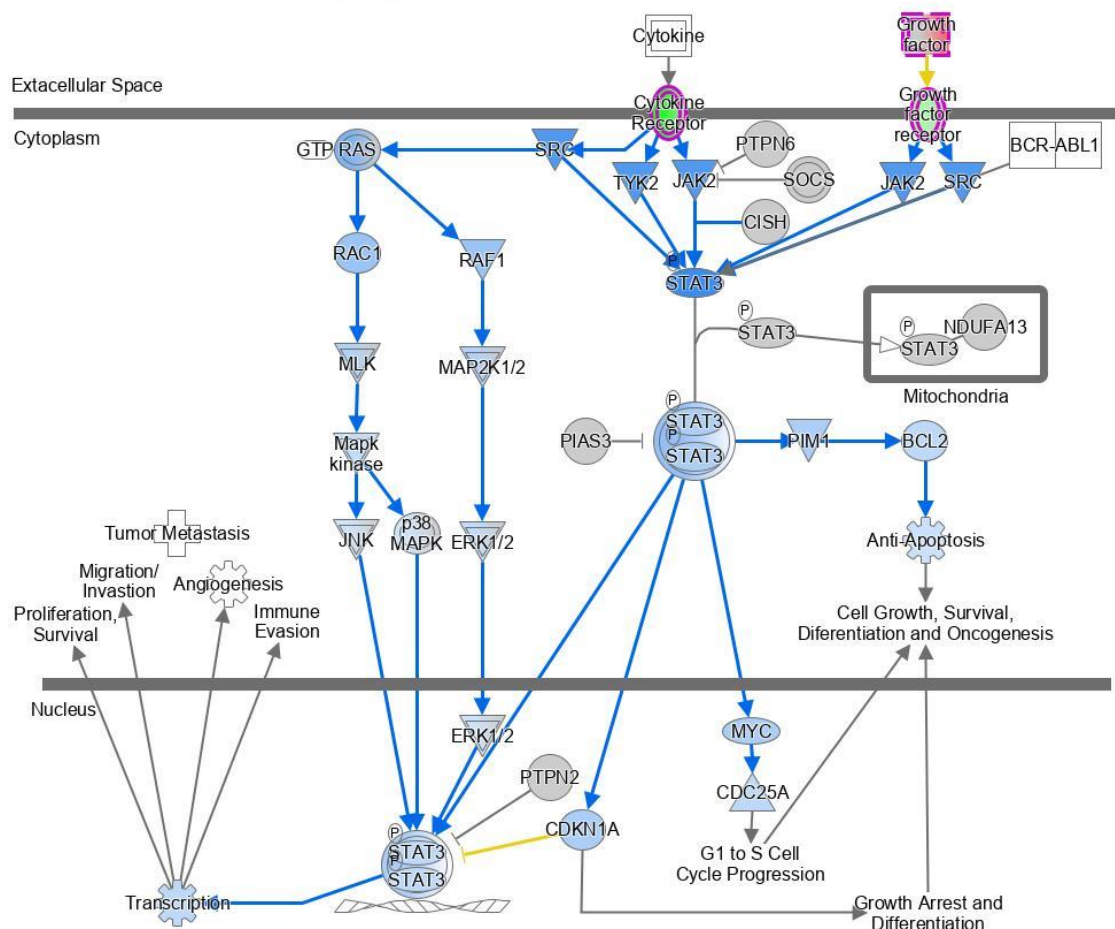 Cytokine
Growth
factor
Extacellular Space
Cytokine
Receptor
Growth
factor
receptor
Cytoplasm
GTP
RAS
SRC
PTPN6
BCR-ABL1
TYK2
JAK2
SOCS
JAK2
SRC
CISH
RAC1
RAF1
P
STAT3
P
STAT3
P
STAT3
NDUFA13
Mitochondria
MLK
MAP2K1/2
P
STAT3
P
STAT3
PIAS3
PIM1
BCL2
Mapk
kinase
JNK
p38
MAPK
ERK1/2
Anti-Apoptosis
Tumor Metastasis
Migration/
Invastion
Angiogenesis
Proliferation,
Survival
Immune
Evasion
Cell Growth, Survival,
Diferentiation and Oncogenesis
Nucleus
ERK1/2
MYC
PTPN2
CDC25A
CDKN1A
P
STAT3
P
STAT3
G1 to S Cell
Cycle Progression
Transcription
Growth Arrest and
Differentiation